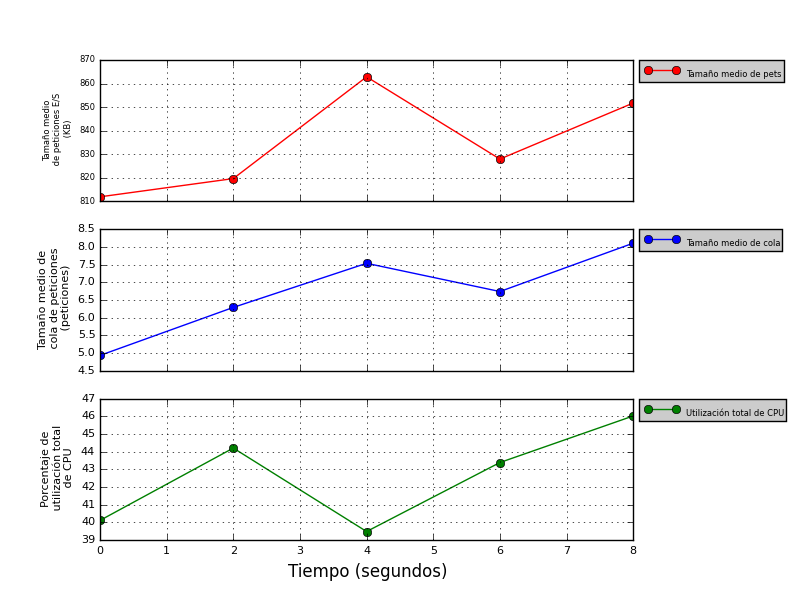 870
860
850
840
830
820
810
Tamaño medio
de peticiones E/S
(KB)
Tamaño medio de pets
8.5
8.0
7.5
7.0
6.5
6.0
5.5
5.0
4.5
Tamaño medio de
cola de peticiones
(peticiones)
Tamaño medio de cola
47
46
45
44
43
42
41
40
39
Porcentaje de
utilización total
de CPU
Utilización total de CPU
0 1 2 3 4 5 6 7 8
Tiempo (segundos)